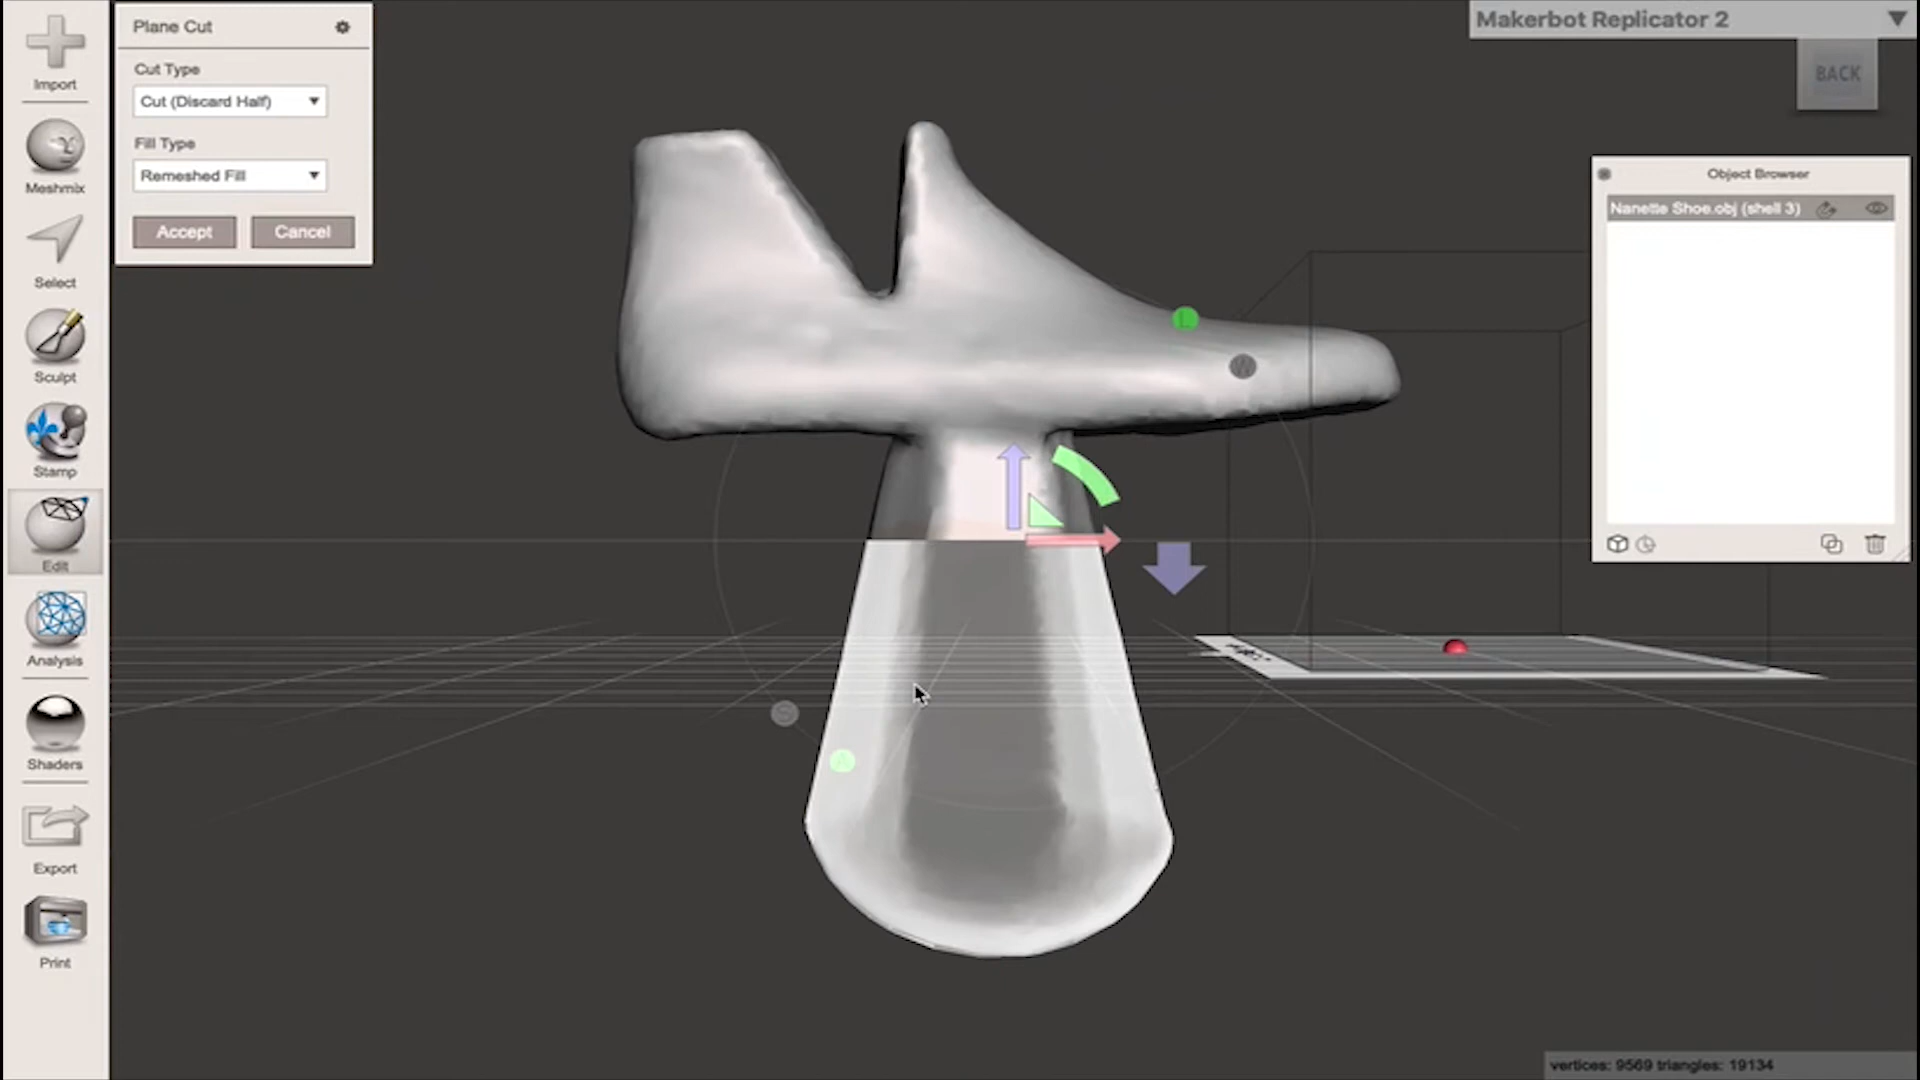 Import
Meshmix
Select
Sculpt
Stamp
Edit
Analysis
Shaders
Export
Print
Plane Cut
Cut Type
Cut (Discard Half)
Fill Type
Remeshed Fill
Accept
Cancel
Makerbot Replicator 2
BACK
Object Browser
Nanette Shoe.obj (shell 3)
L
W
S
vertices: 9569 triangles: 19134